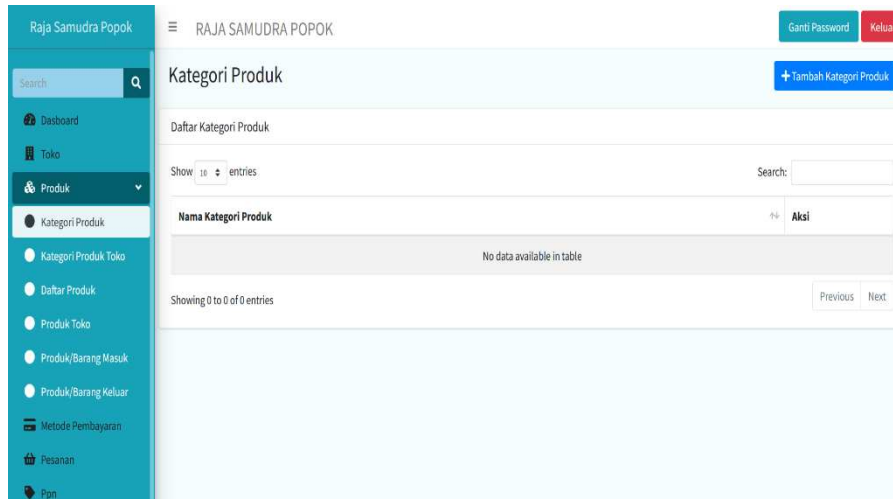 Raja Samudra Popok
RAJA SAMUDRA POPOK
Ganti Password
Kelua
Search
Kategori Produk
+ Tambah Kategori Produk
Dasboard
Toko
Produk
Kategori Produk
Kategori Produk Toko
Daftar Produk
Produk Toko
Produk/Barang Masuk
Produk/Barang Keluar
Metode Pembayaran
Pesanan
Ppn
Daftar Kategori Produk
Show 10 entries
Search:
Nama Kategori Produk
Aksi
No data available in table
Showing 0 to 0 of 0 entries
Previous
Next